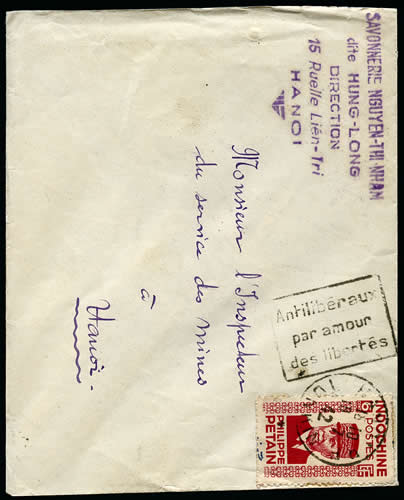 SAVONNERIE NGUYEN-THI-NHAM
dite HUNG-LONG
DIRECTION
15 Ruelle Liên-Tri
HANOI
Monsieur l'Inspecteur
du service des Mines
à
Hanoi
Antilibéraux
par amour
des libertés
INDOCHINE
POSTES
PHILIPPE
PETAIN